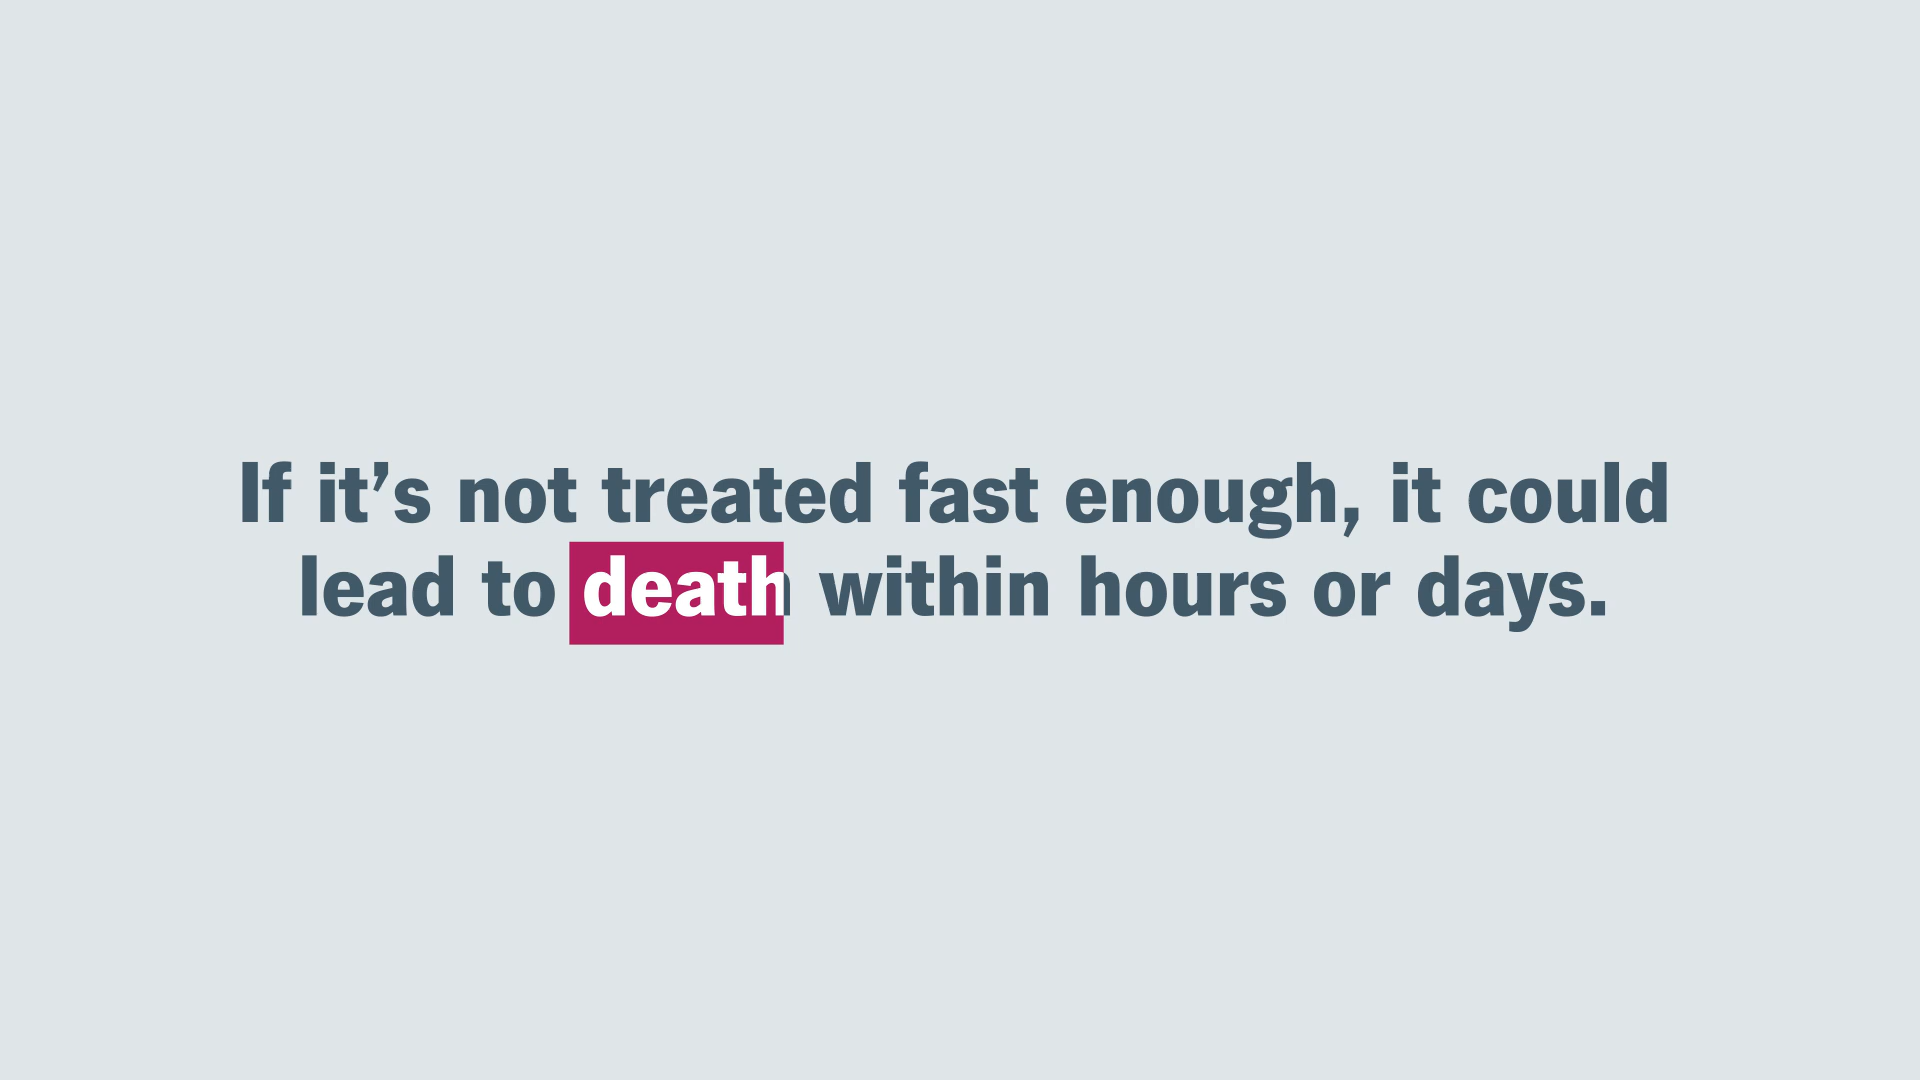 If it’s not treated fast enough, it could
lead to death within hours or days.